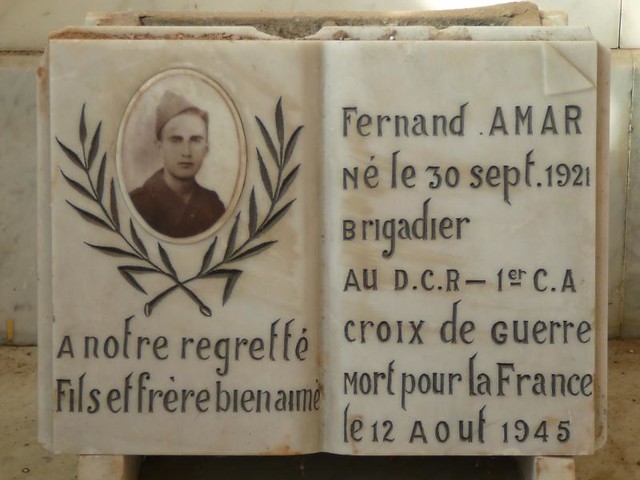 A notre regretté
Fils et frère bien aimé
Fernand . AMAR
Né le 30 sept. 1921
Brigadier
AU D.C.R – 1er C.A
Croix de Guerre
Mort pour la France
le 12 Aout 1945